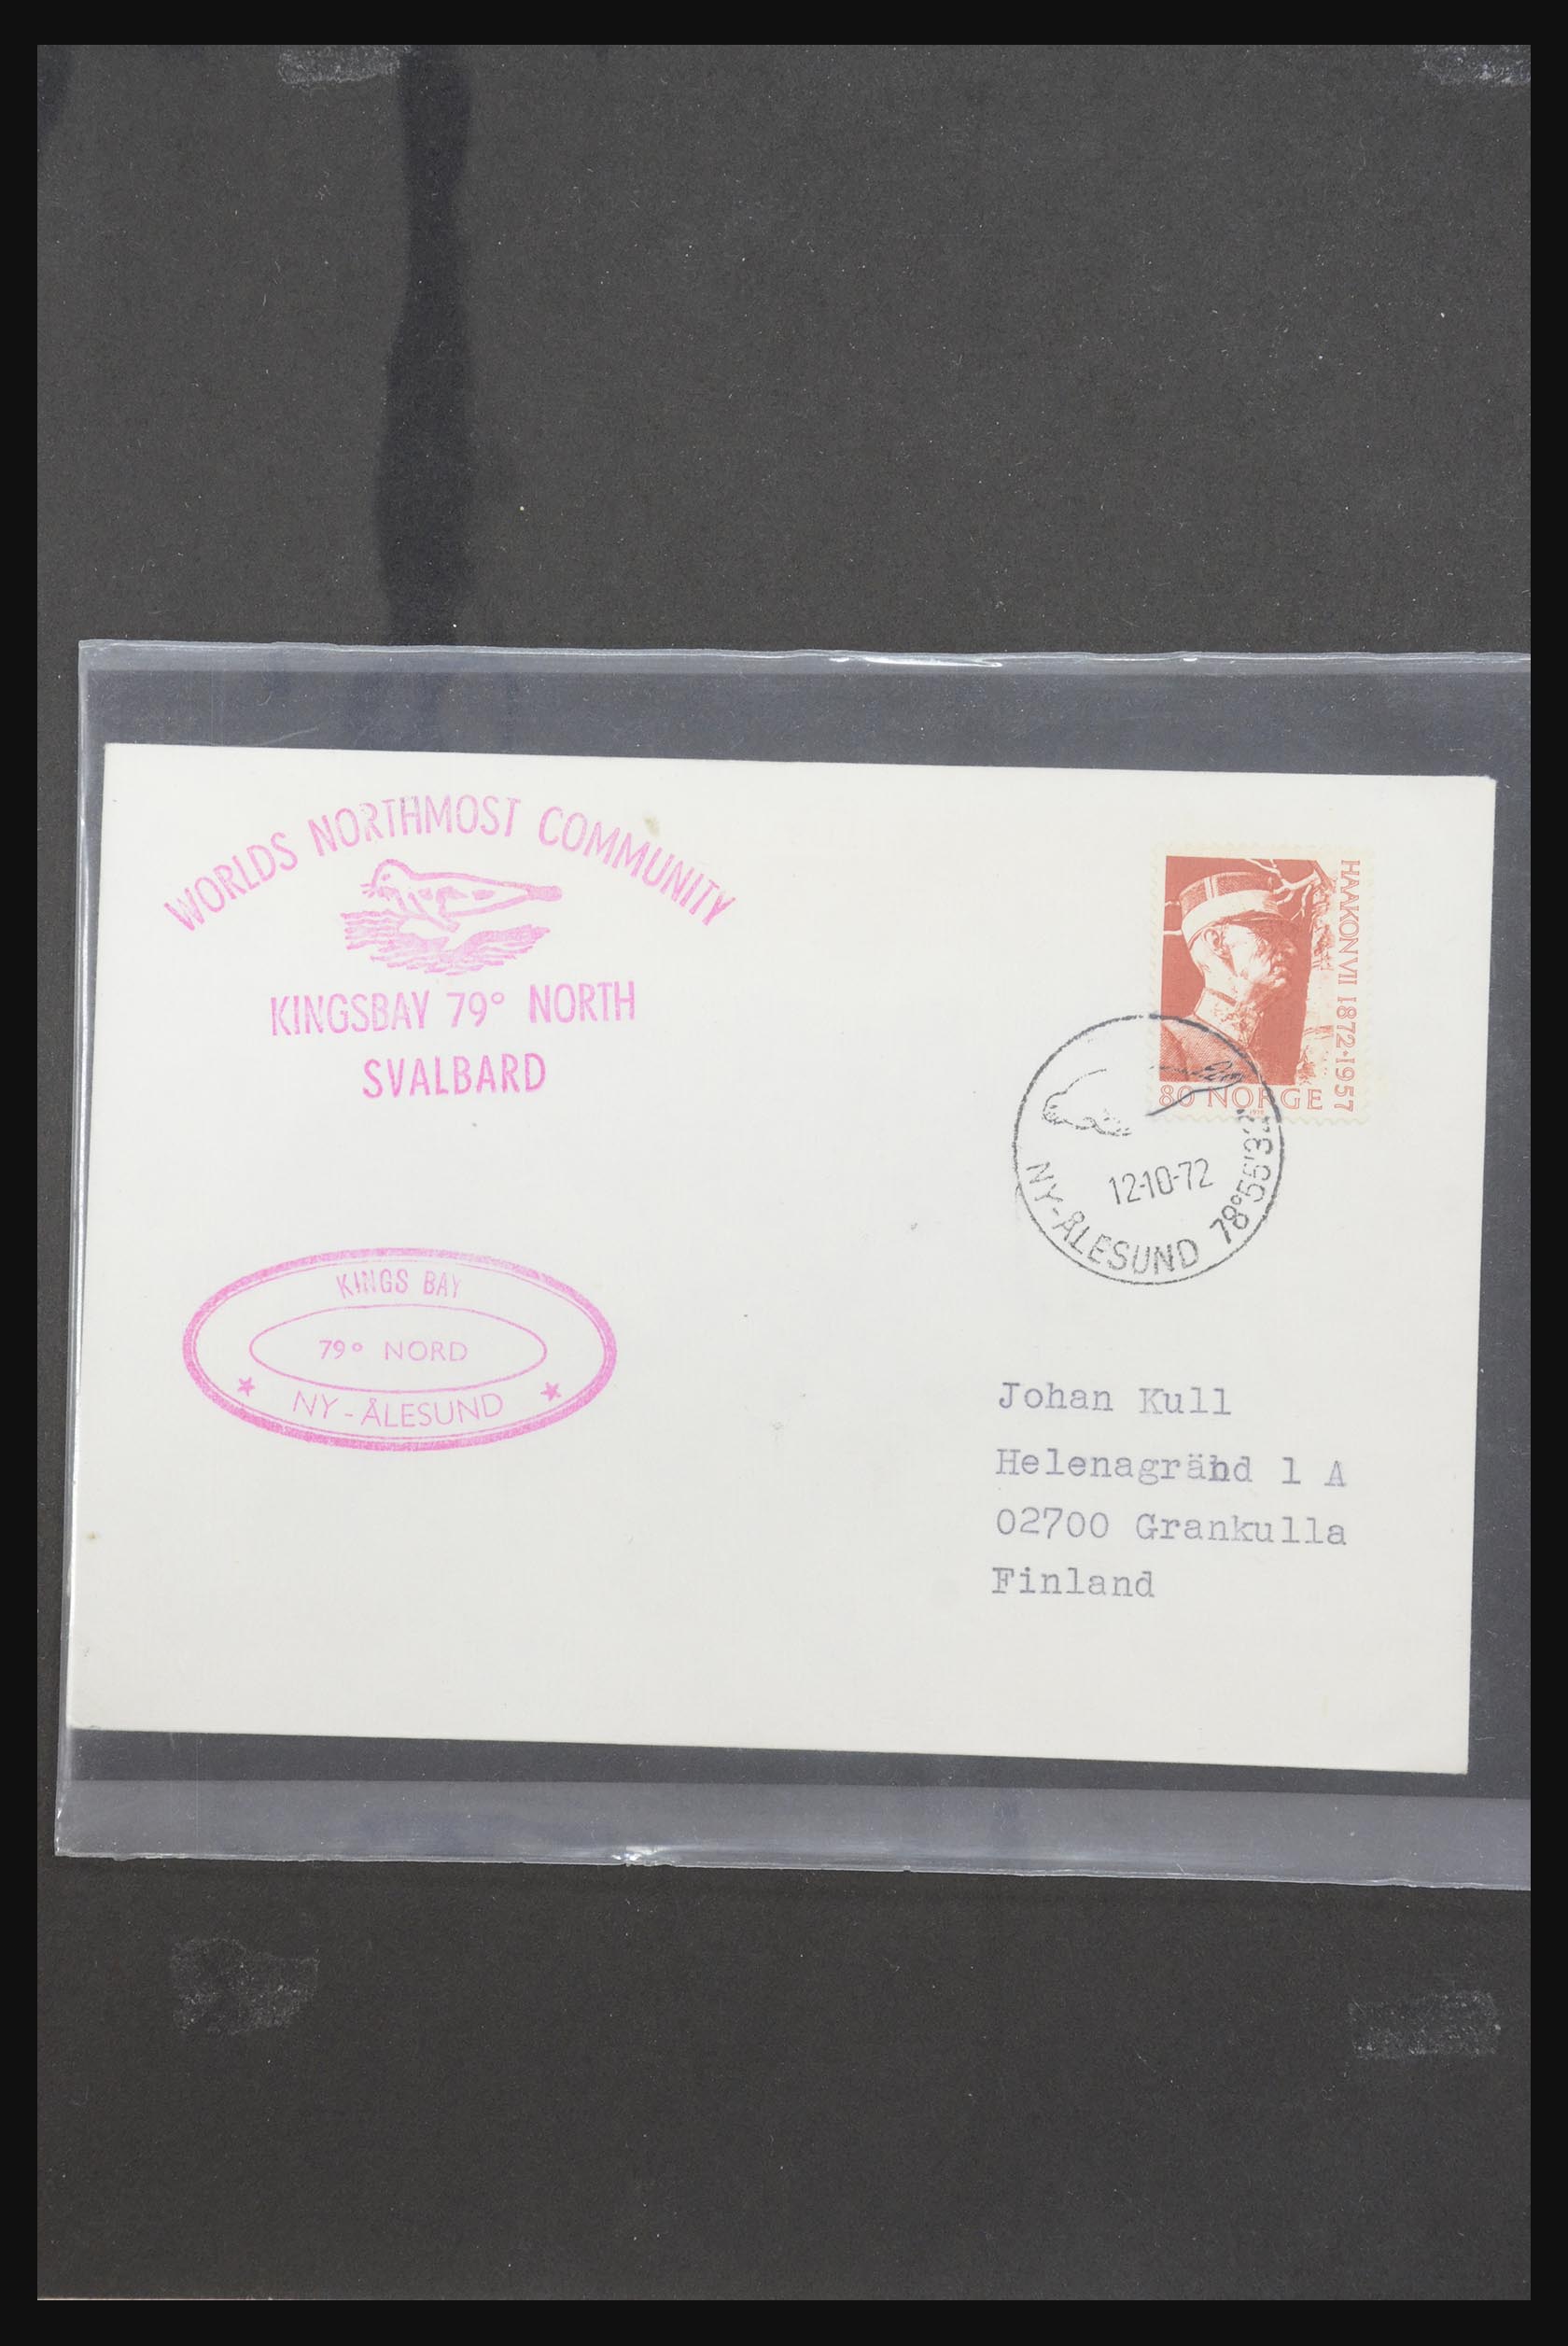 WORLDS NORTHMOST COMMUNITY
KINGSBAY 79° NORTH
SVALBARD
HAAKON VII 1872·1957
80 NORGE
12-10-72
NY-ÅLESUND 78°55'32
KINGS BAY
79° NORD
NY-ÅLESUND
Johan Kull
Helenagränd 1 A
02700 Grankulla
Finland